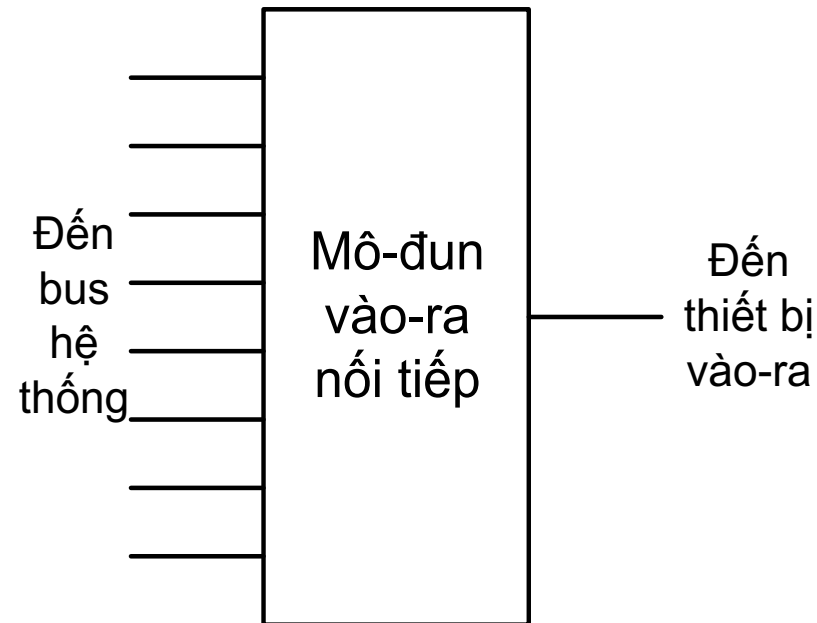 Đến
bus
hệ
thống
Mô-đun
vào-ra
nối tiếp
Đến
thiết bị
vào-ra